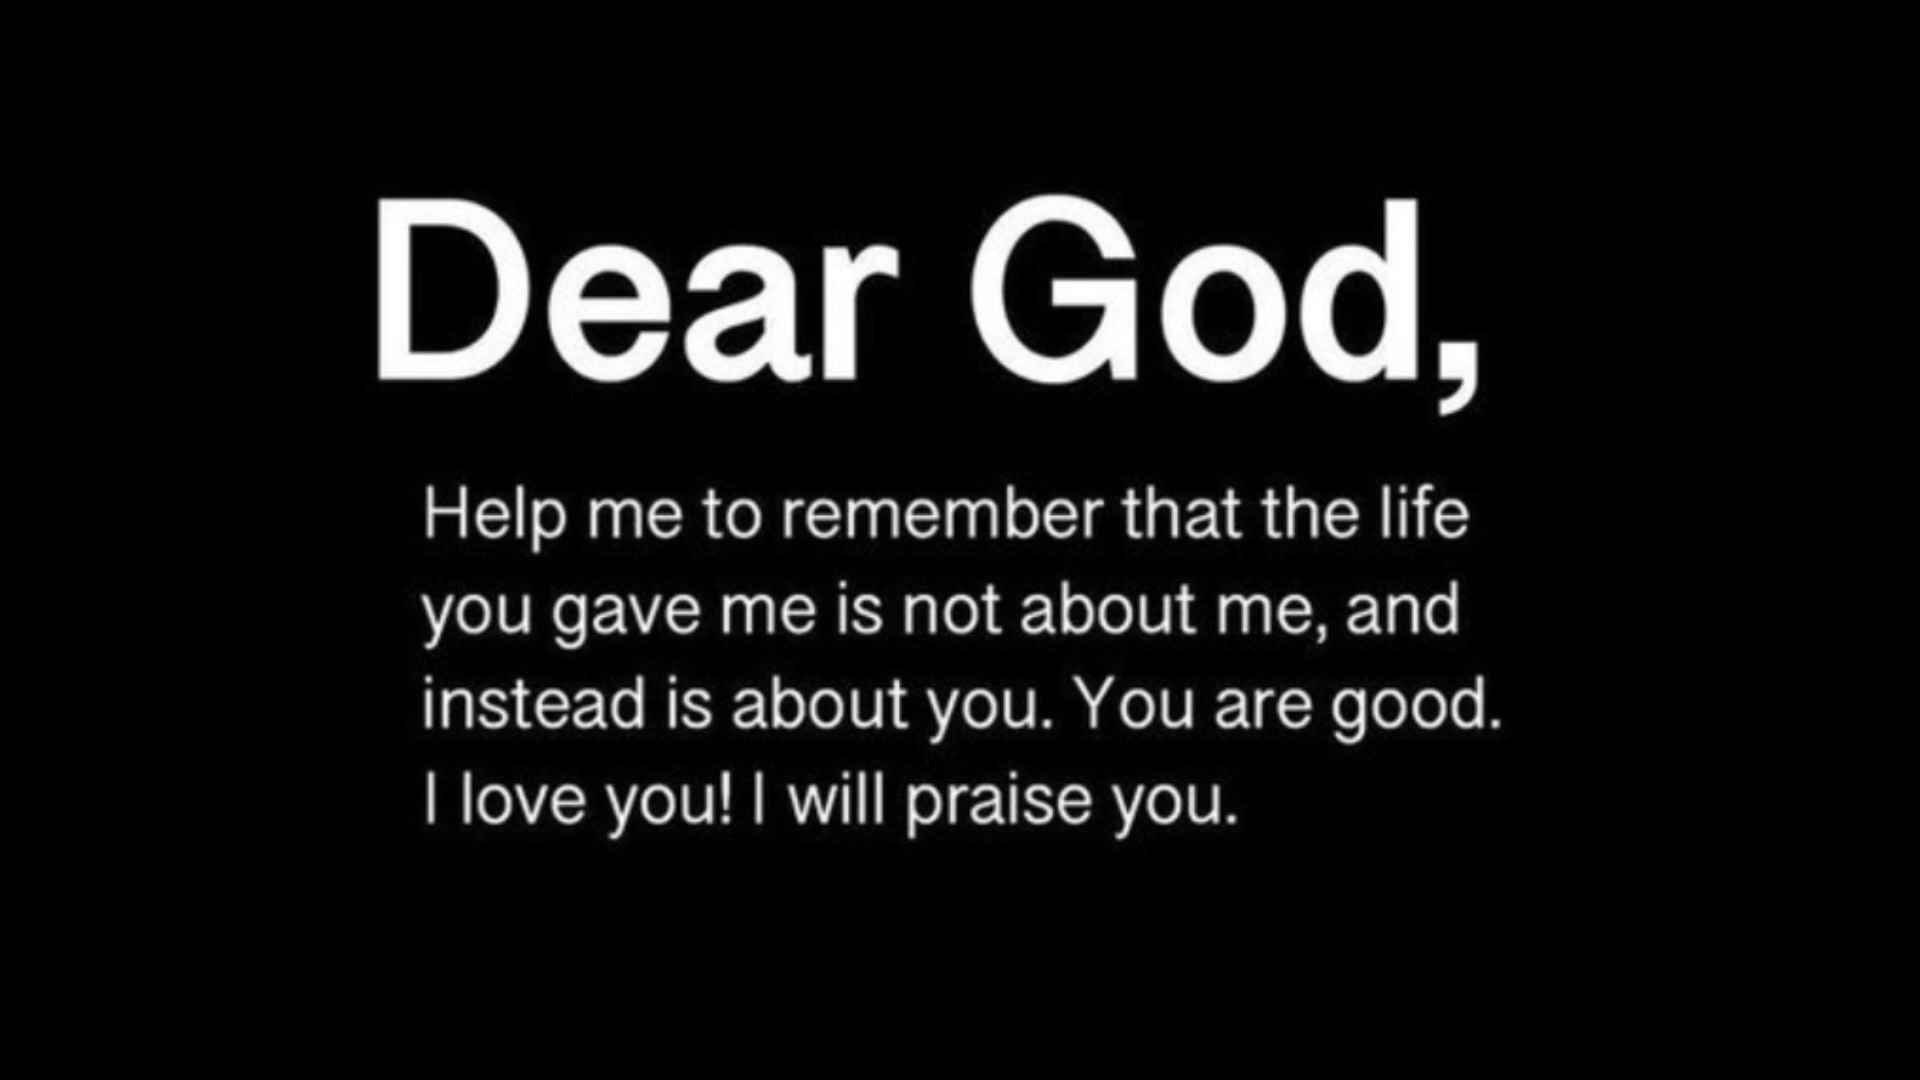 Dear God,
Help me to remember that the life
you gave me is not about me, and
instead is about you. You are good.
I love you! I will praise you.